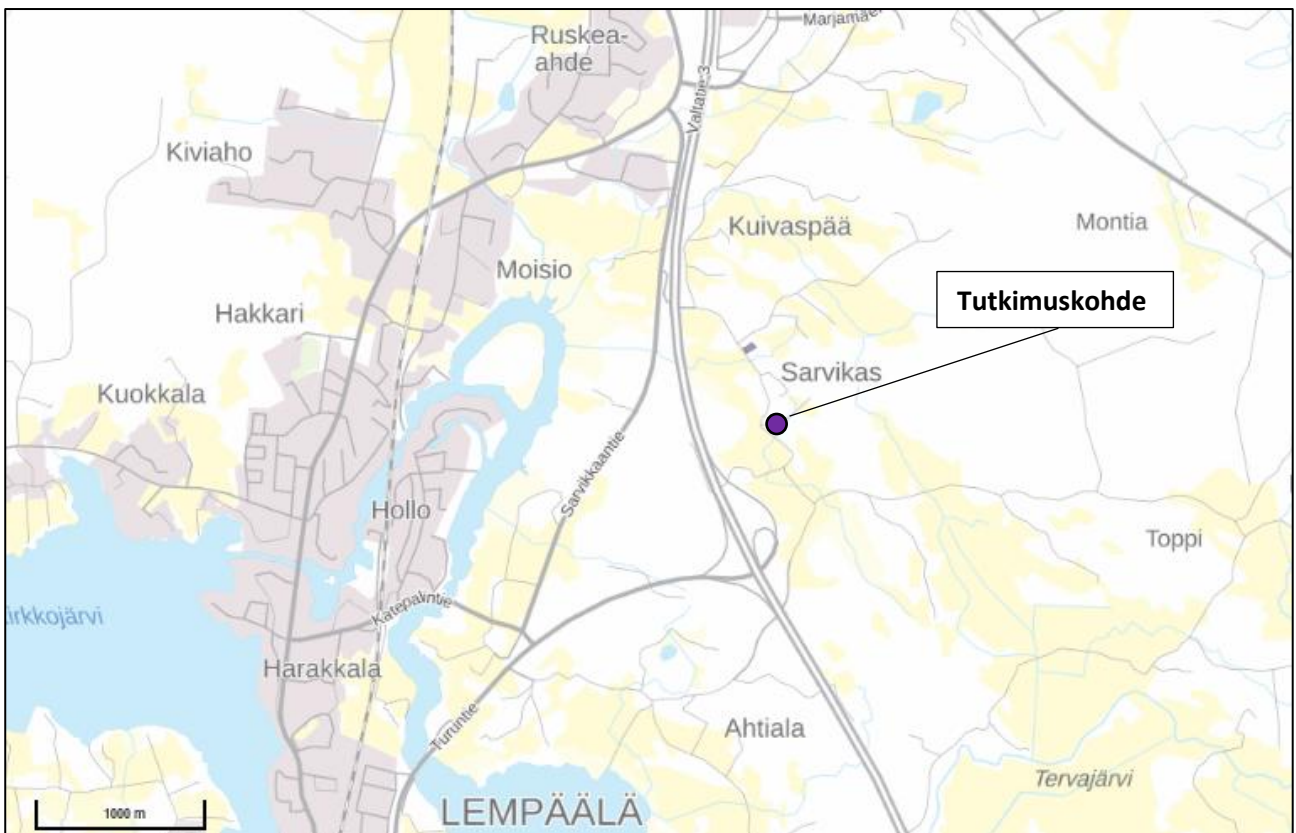 Marjamäen
Ruskea-
ahde
Valtatie 3
Kiviaho
Kuivaspää
Montia
Moisio
Tutkimuskohde
Hakkari
Sarvikas
Kuokkala
Sarvikkaantie
Hollo
Toppi
Katepalintie
irkkojärvi
Harakkala
Turuntie
Ahtiala
Tervajärvi
LEMPÄÄLÄ
1000 m